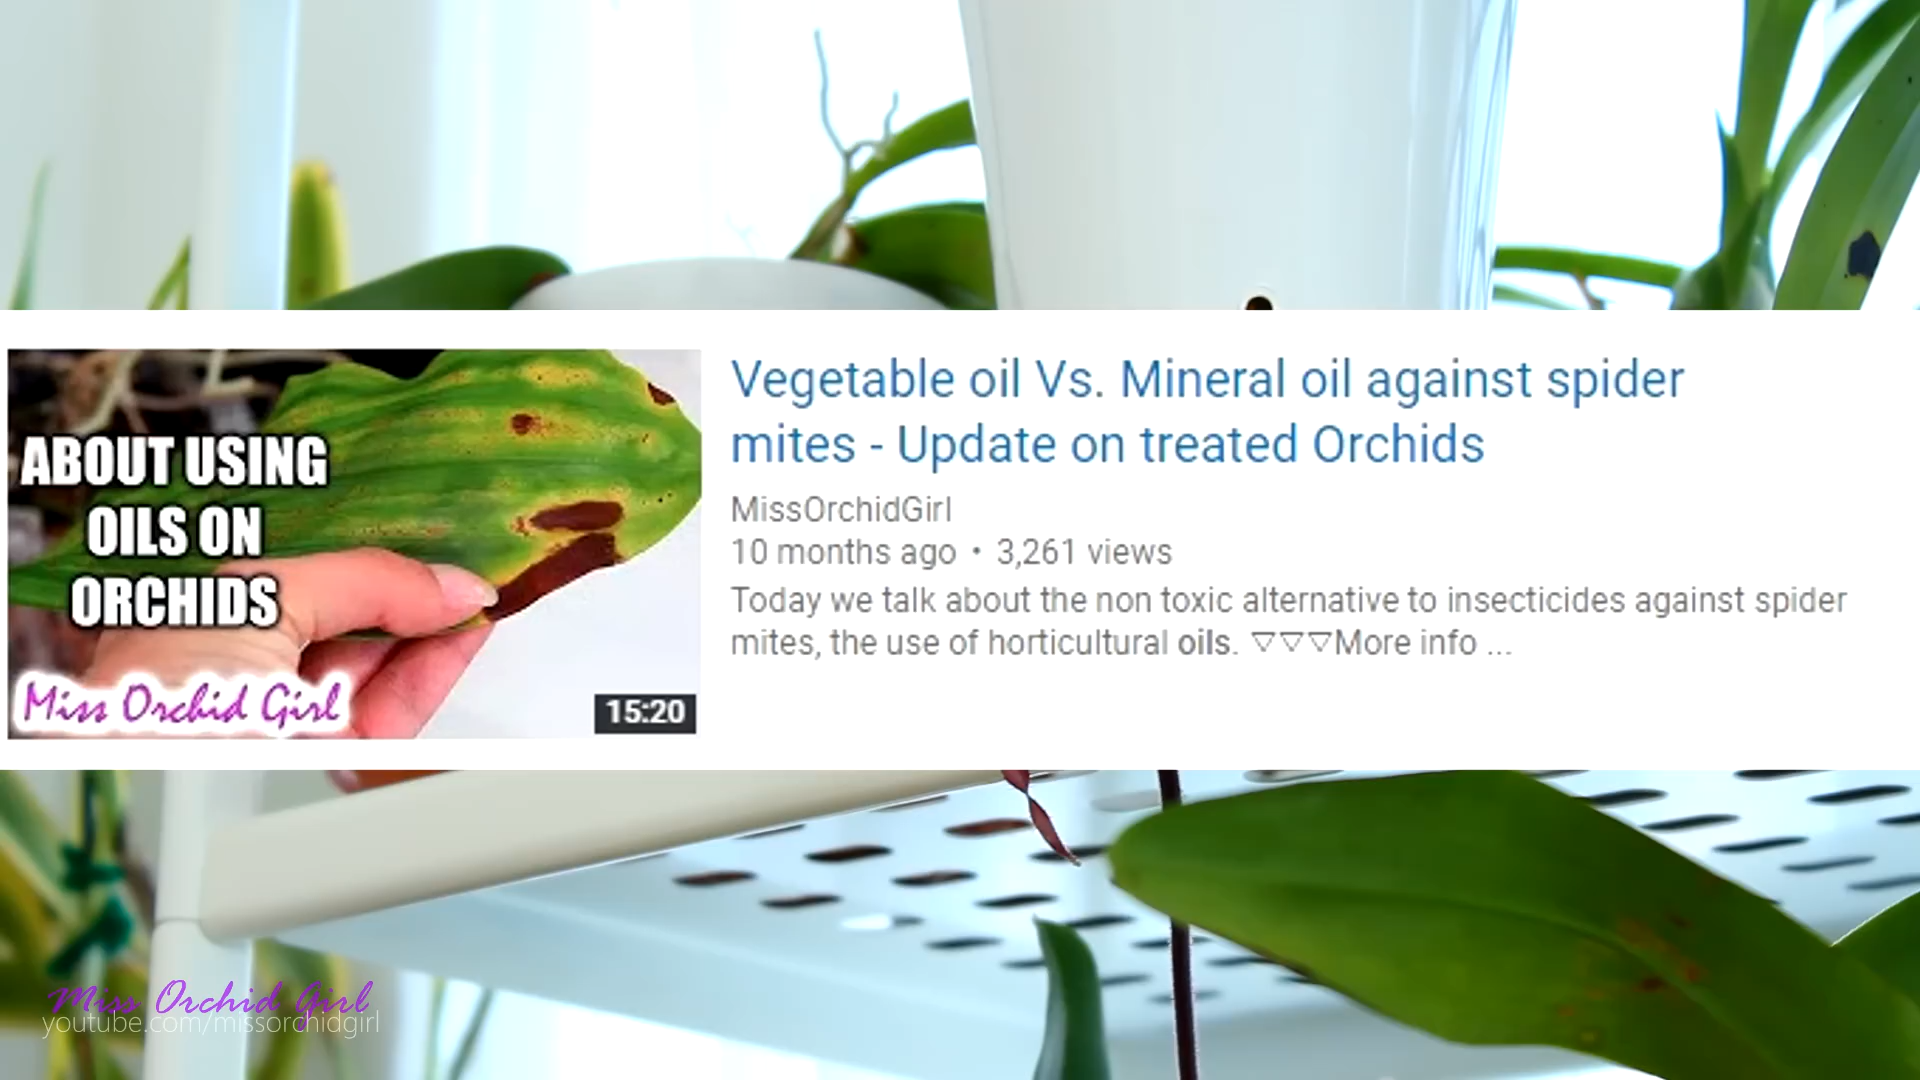 Vegetable oil Vs. Mineral oil against spider
mites - Update on treated Orchids
MissOrchidGirl
10 months ago • 3,261 views
Today we talk about the non toxic alternative to insecticides against spider
mites, the use of horticultural oils. ▽▽▽More info ...
ABOUT USING
OILS ON
ORCHIDS
Miss Orchid Girl
15:20
Miss Orchid Girl
youtube.com/missorchidgirl